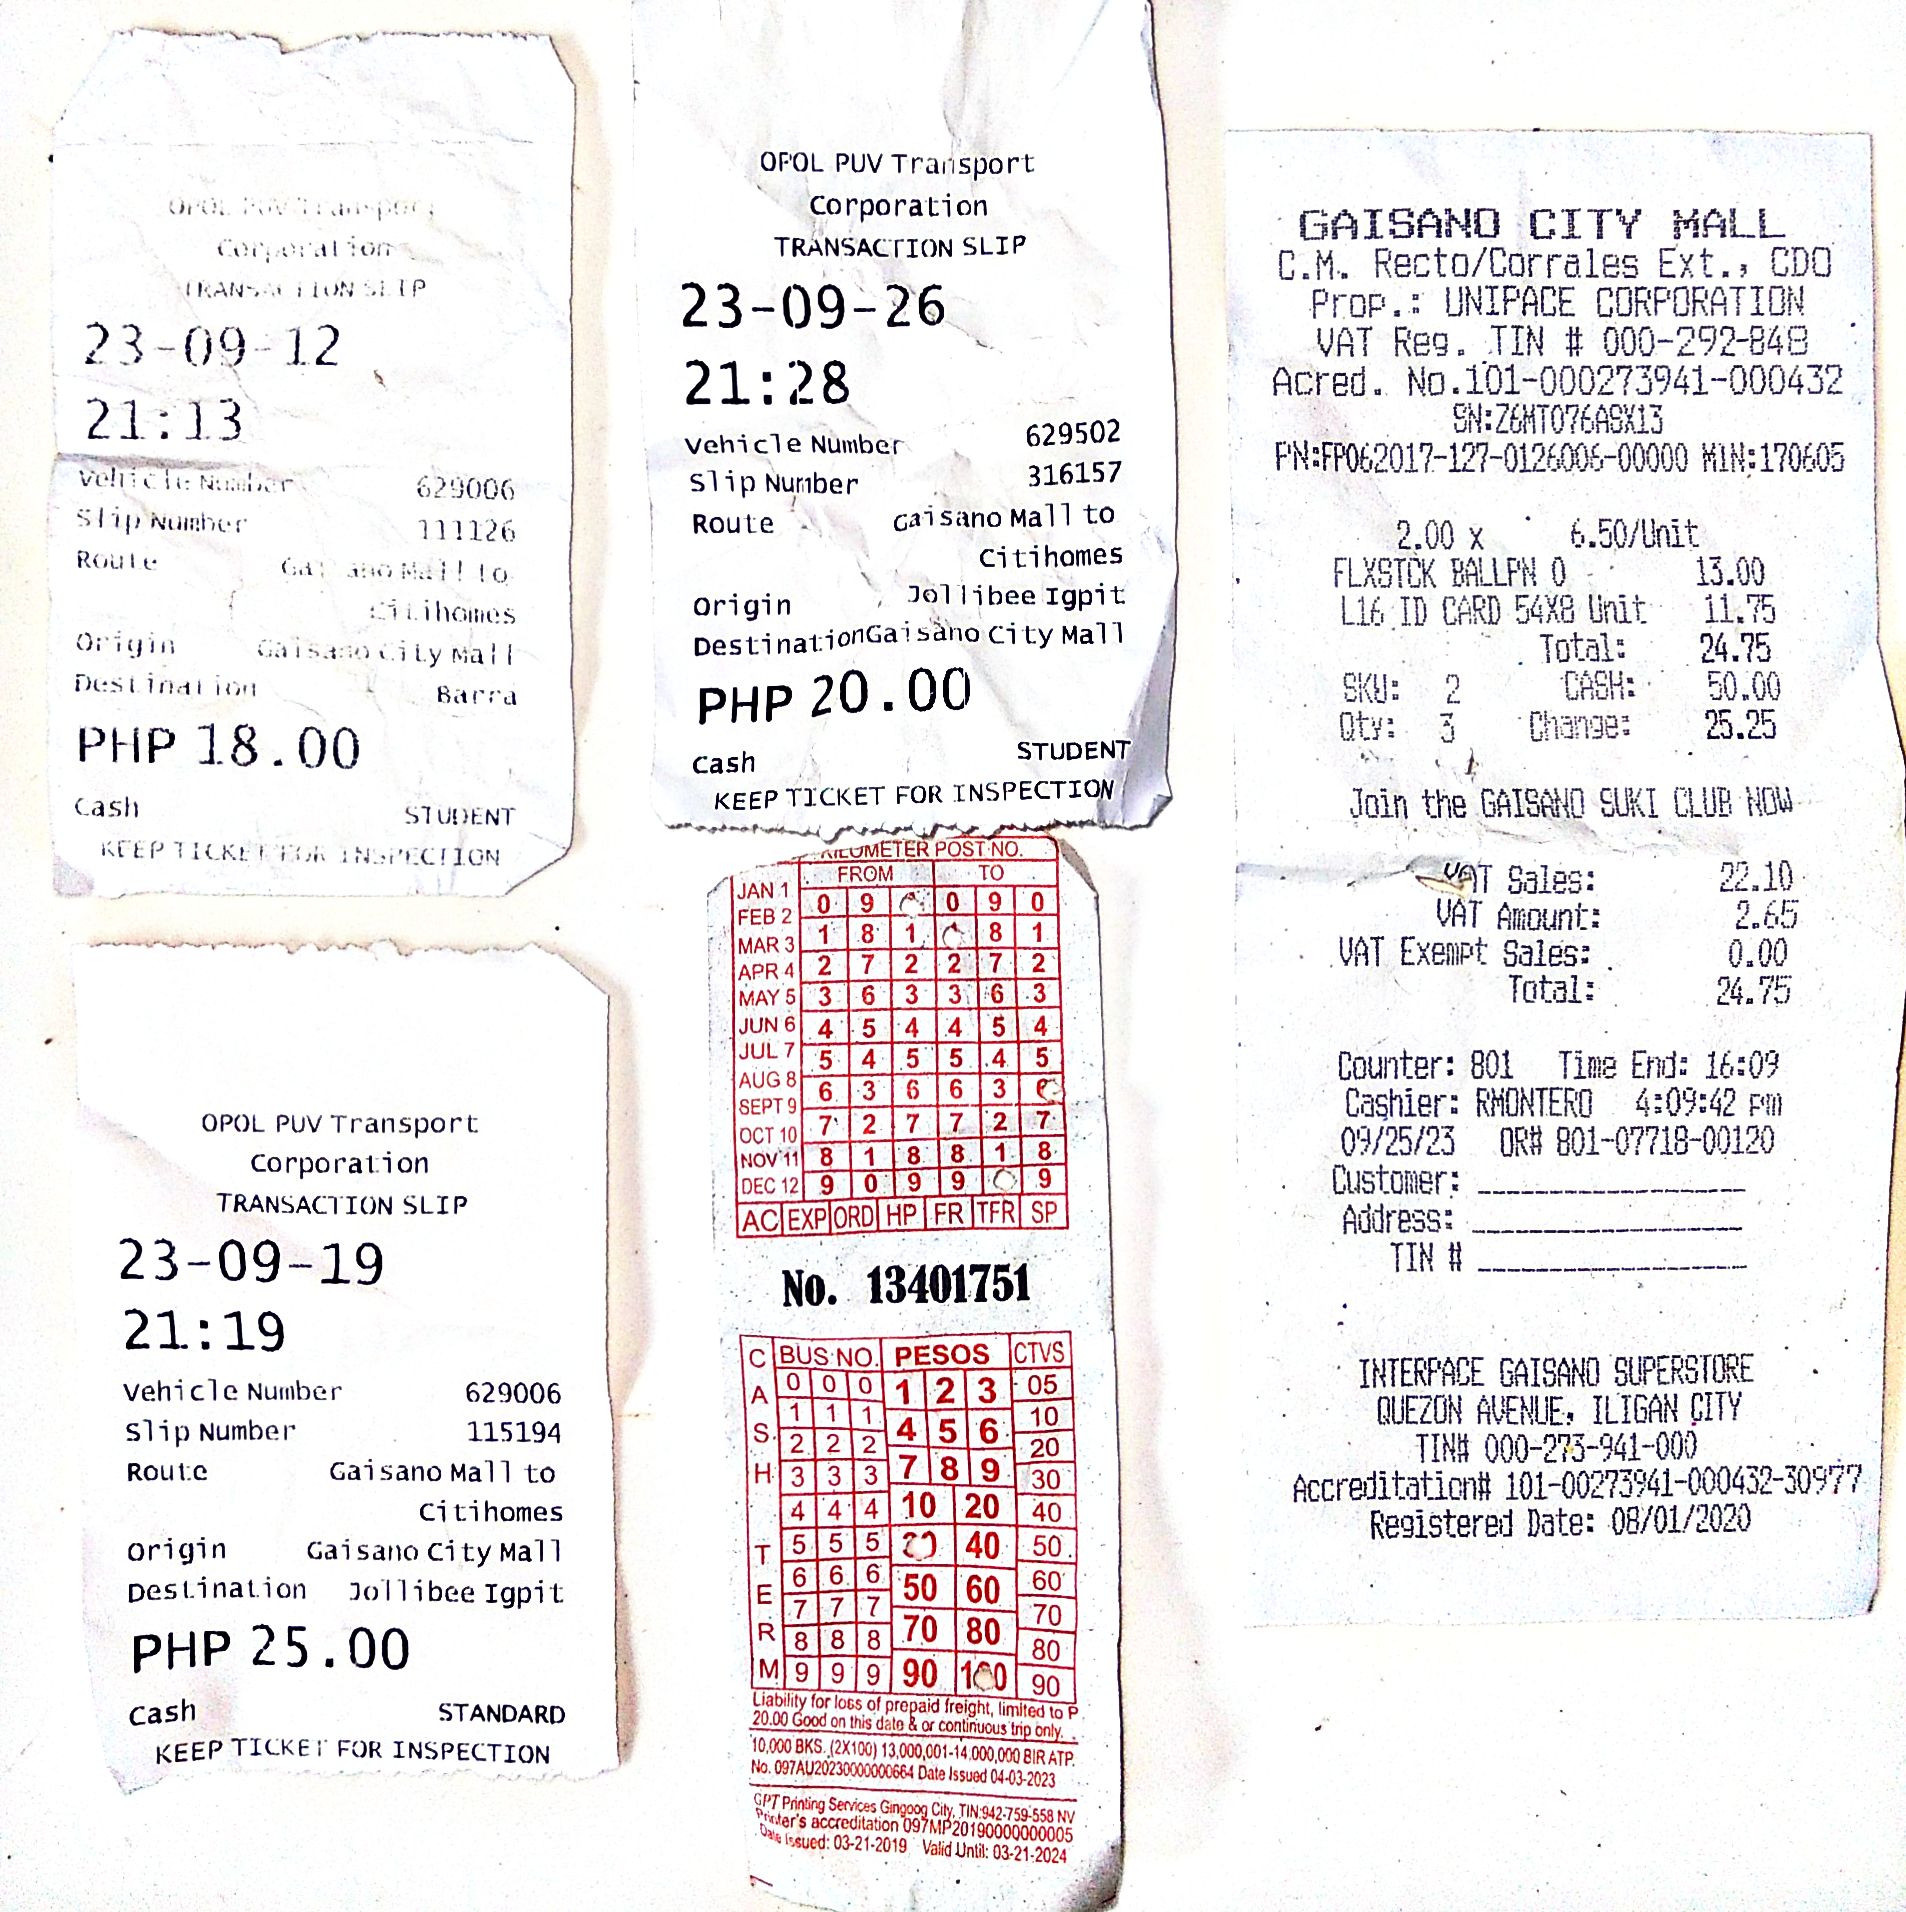 OPOL PUV Transport
Corporation
TRANSACTION SLIP
23-09-12
21:13
Vehicle Number 629006
Slip Number 111126
Route Gaisano Mall to
Citihomes
Origin Gaisano City Mall
Destination Barra
PHP 18.00
Cash STUDENT
KEEP TICKET FOR INSPECTION
OPOL PUV Transport
Corporation
TRANSACTION SLIP
23-09-19
21:19
Vehicle Number 629006
Slip Number 115194
Route Gaisano Mall to
Citihomes
Origin Gaisano City Mall
Destination Jollibee Igpit
PHP 25.00
Cash STANDARD
KEEP TICKET FOR INSPECTION
OPOL PUV Transport
Corporation
TRANSACTION SLIP
23-09-26
21:28
Vehicle Number 629502
Slip Number 316157
Route Gaisano Mall to
Citihomes
Origin Jollibee Igpit
Destination Gaisano City Mall
PHP 20.00
Cash STUDENT
KEEP TICKET FOR INSPECTION
KILOMETER POST NO.
FROM TO
JAN 1 0 9 0 9 0
FEB 2
1 8 1 8 1
MAR 3
APR 4 2 7 2 2 7 2
MAY 5 3 6 3 3 6 3
JUN 6 4 5 4 4 5 4
JUL 7 5 4 5 5 4 5
AUG 8 6 3 6 6 3
SEPT 9
OCT 10 7 2 7 7 2 7
NOV 11 8 1 8 8 1 8
DEC 12 9 0 9 9 9
AC EXP ORD HP FR TFR SP
No. 13401751
CASH TERM
BUS NO. PESOS CTVS
0 0 0 1 2 3 05
1 1 1 10
2 2 2 4 5 6 20
3 3 3 7 8 9 30
4 4 4 10 20 40
5 5 5 40 50
6 6 6 50 60 60
7 7 7 70
8 8 8 70 80 80
9 9 9 90 100 90
Liability for loss of prepaid freight, limited to P
20.00 Good on this date & or continuous trip only.
10,000 BKS. (2X100) 13,000,001-14,000,000 BIR ATP.
No. 097AU20230000000664 Date Issued 04-03-2023
GPT Printing Services Gingoog City, TIN:942-759-558 NV
Printer's accreditation 097MP20190000000005
Date Issued: 03-21-2019 Valid Until: 03-21-2024
GAISANO CITY MALL
C.M. Recto/Corrales Ext., CDO
Prop.: UNIPACE CORPORATION
VAT Reg. TIN # 000-292-848
Acred. No.101-000273941-000432
SN:Z6MT076ASX13
PN:FP062017-127-0126006-00000 MIN:170605
2.00 x 6.50/Unit
FLXSTCK BALLPN 0 13.00
L16 ID CARD 54X8 Unit 11.75
Total: 24.75
SKU: 2 CASH: 50.00
Qty: 3 Change: 25.25
Join the GAISANO SUKI CLUB NOW
VAT Sales: 22.10
VAT Amount: 2.65
VAT Exempt Sales: 0.00
Total: 24.75
Counter: 801 Time End: 16:09
Cashier: RMONTERO 4:09:42 pm
09/25/23 OR# 801-07718-00120
Customer: ____________________
Address: ____________________
TIN # ____________________
INTERPACE GAISANO SUPERSTORE
QUEZON AVENUE, ILIGAN CITY
TIN# 000-273-941-000
Accreditation# 101-00273941-000432-30977
Registered Date: 08/01/2020